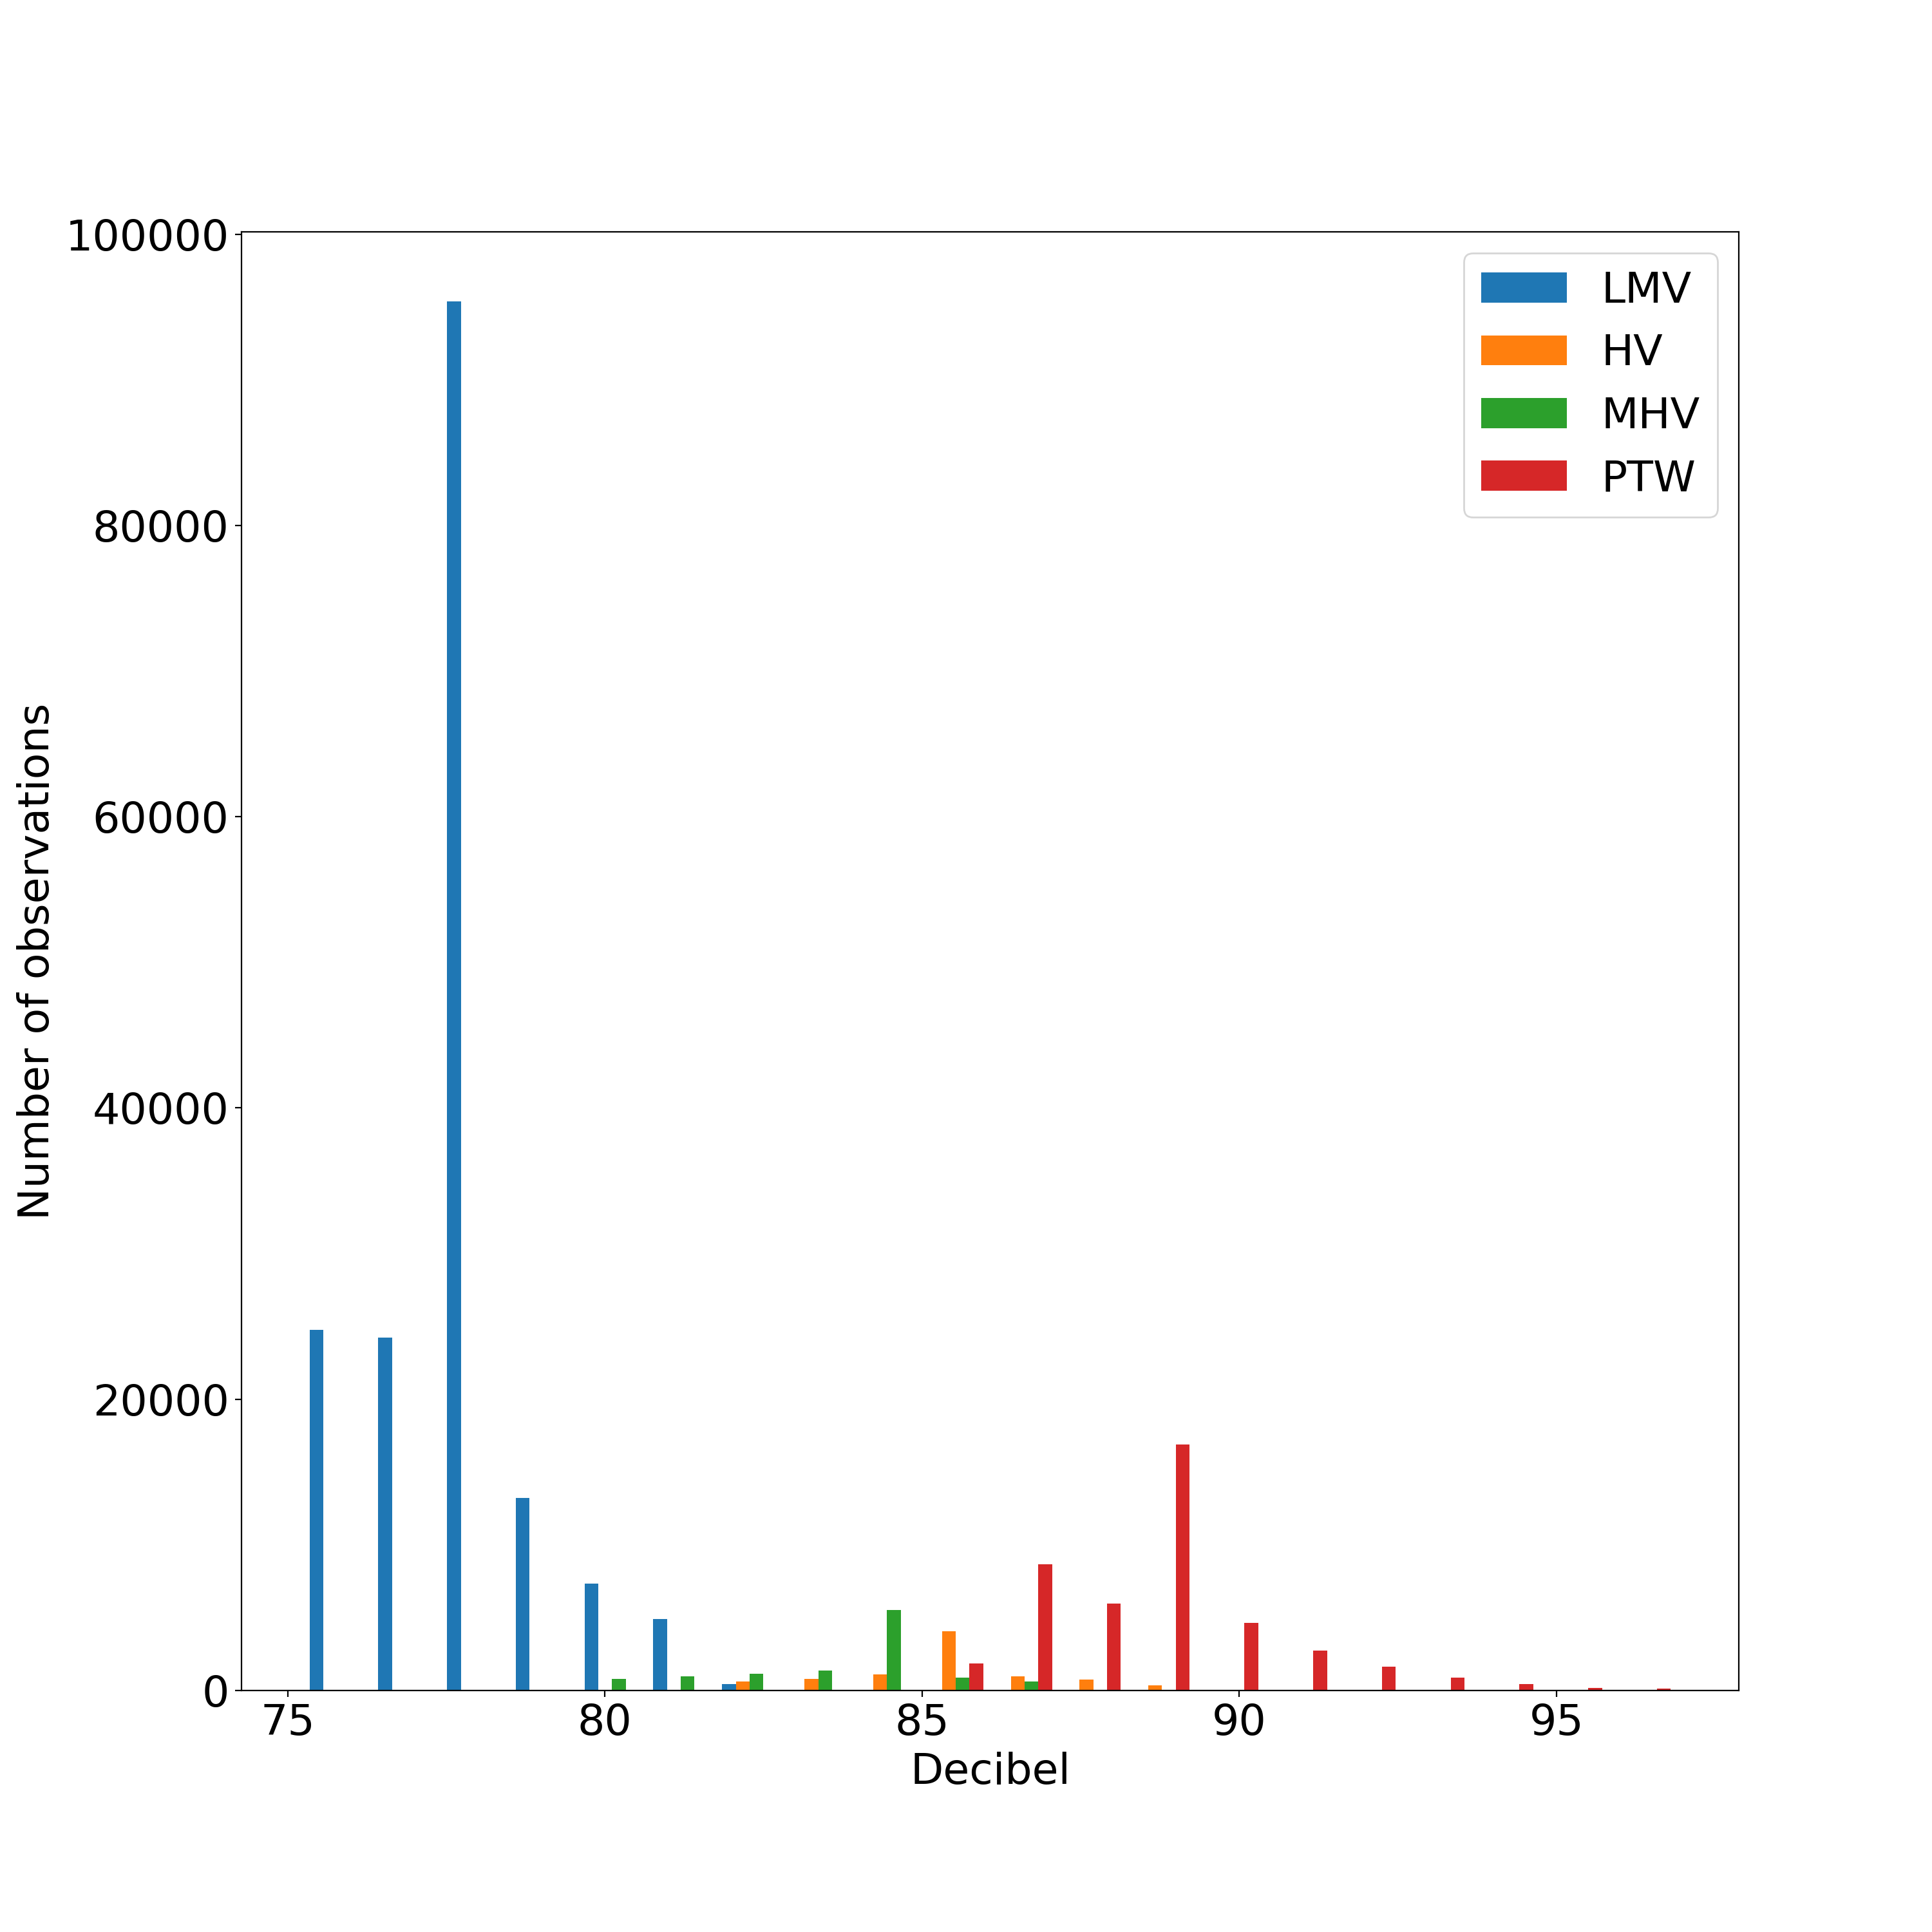 100000
80000
60000
40000
20000
0
Number of observations
75 80 85 90 95
Decibel
LMV
HV
MHV
PTW